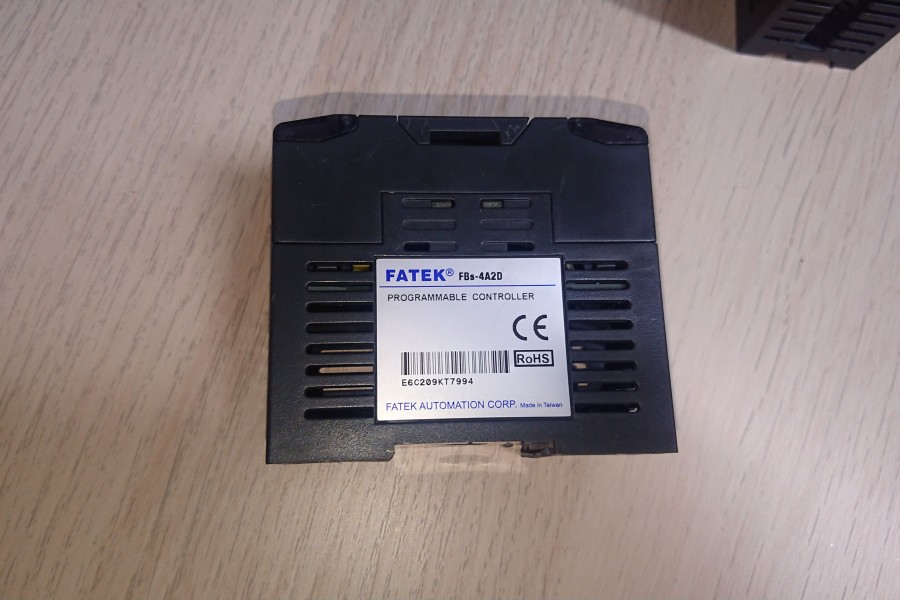 FATEK® FBs-4A2D
PROGRAMMABLE CONTROLLER
CE
RoHS
E6C209KT7994
FATEK AUTOMATION CORP. Made in Taiwan